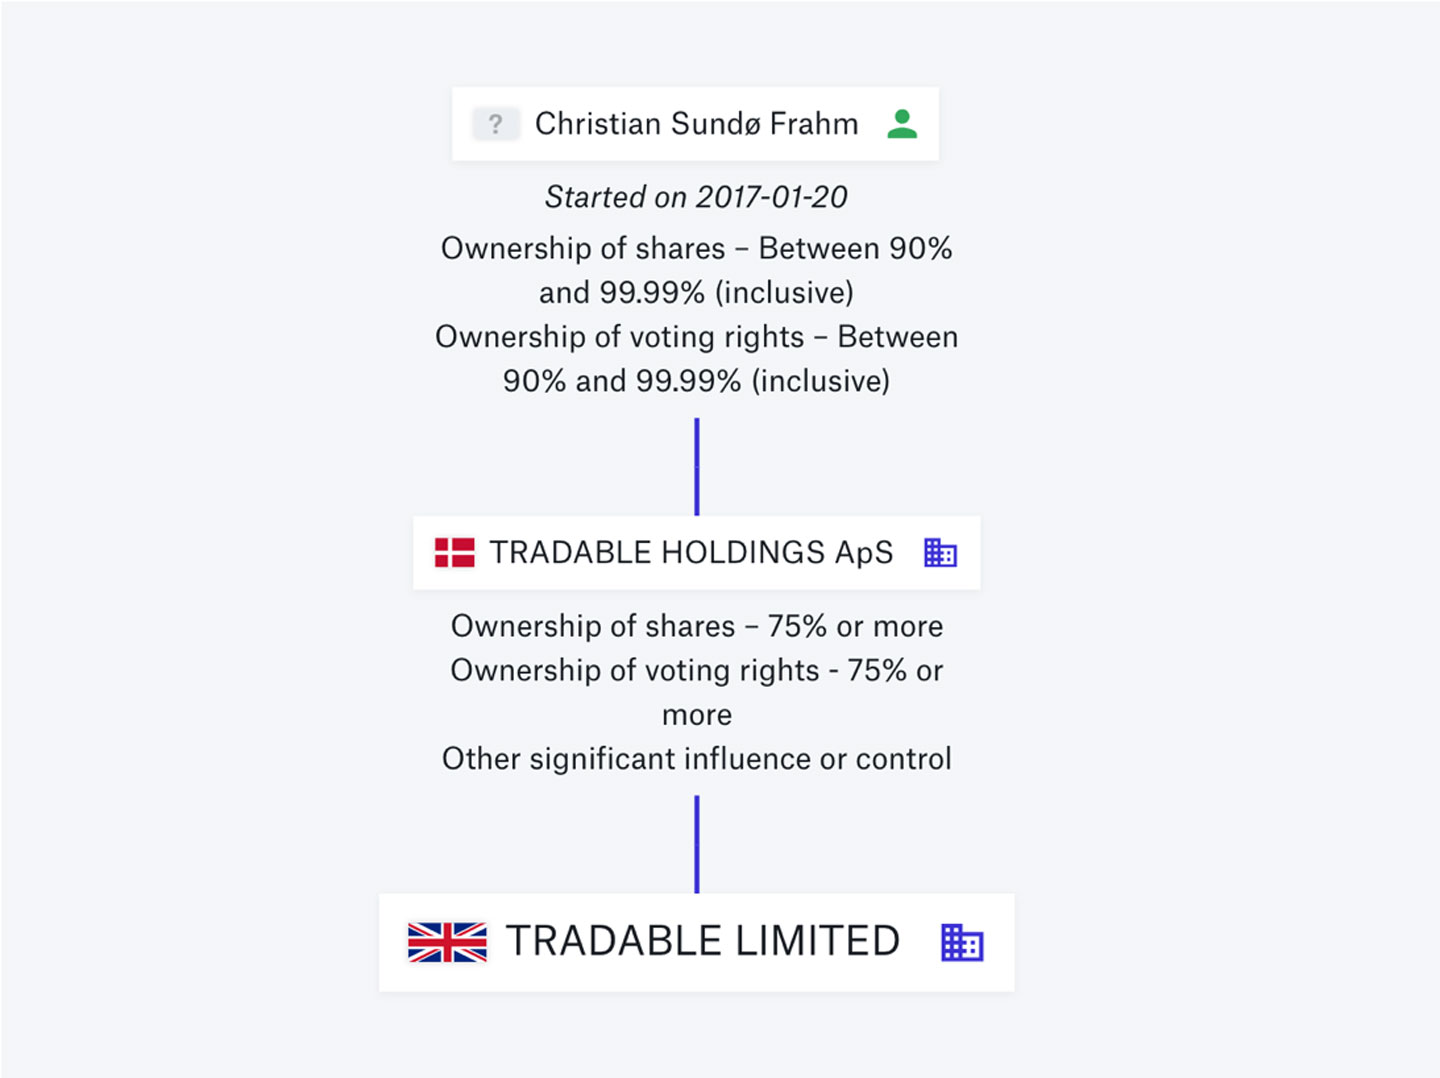 ? Christian Sundø Frahm
Started on 2017-01-20
Ownership of shares – Between 90%
and 99.99% (inclusive)
Ownership of voting rights – Between
90% and 99.99% (inclusive)
TRADABLE HOLDINGS ApS
Ownership of shares – 75% or more
Ownership of voting rights - 75% or
more
Other significant influence or control
TRADABLE LIMITED